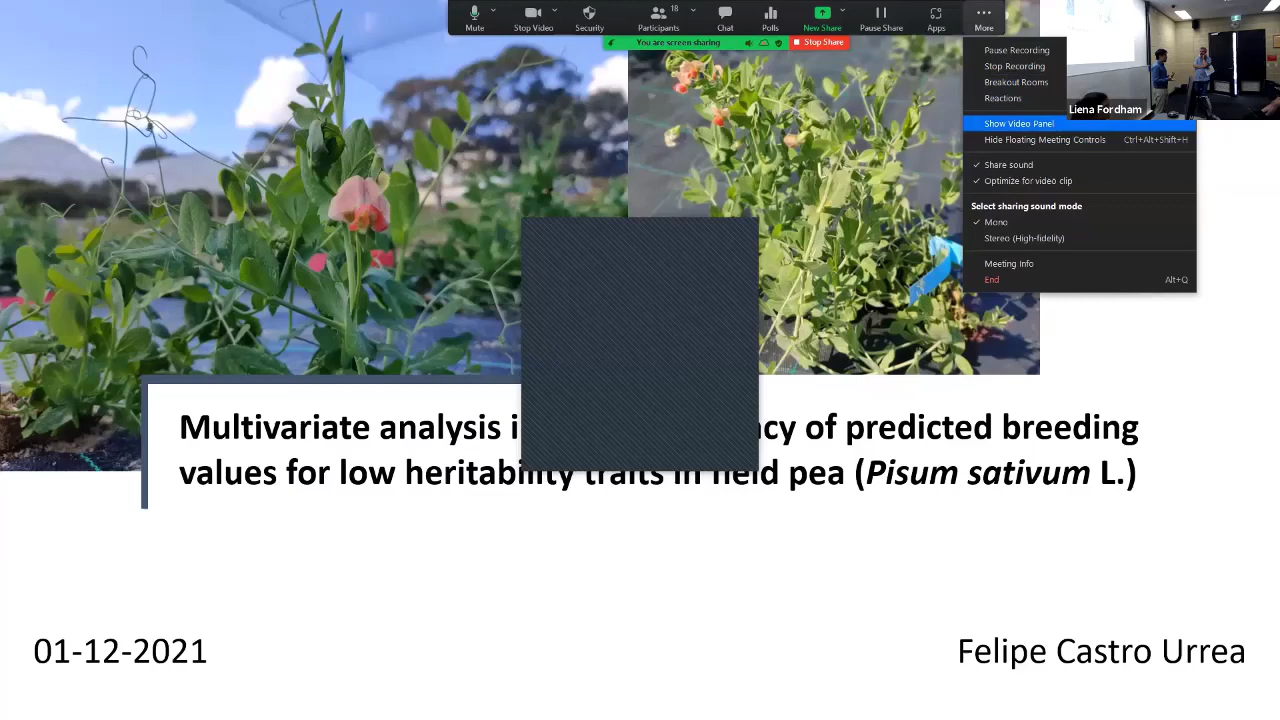 Mute
Stop Video
Security
Participants
18
Chat
Polls
New Share
Pause Share
Apps
More
You are screen sharing
Stop Share
Pause Recording
Stop Recording
Breakout Rooms
Reactions
Show Video Panel
Hide Floating Meeting Controls Ctrl+Alt+Shift+H
Share sound
Optimize for video clip
Select sharing sound mode
Mono
Stereo (High-fidelity)
Meeting Info
End Alt+Q
Liena Fordham
Multivariate analysis of predicted breeding
values for low heritability traits in field pea (Pisum sativum L.)
01-12-2021
Felipe Castro Urrea